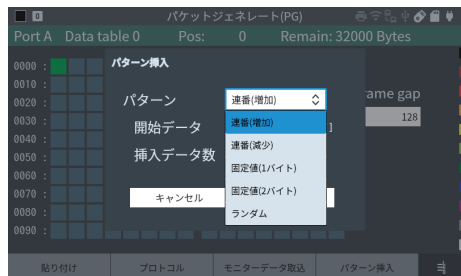 パケットジェネレート(PG)
Port A Data table 0 Pos: 0 Remain: 32000 Bytes
パターン挿入
0000 :
0010 :
0020 :
0030 :
0040 :
0050 :
0060 :
0070 :
0080 :
0090 :
パターン
連番(増加)
ame gap
128
開始データ
連番(増加)
]
挿入データ数
連番(減少)
固定値(1バイト)
キャンセル
固定値(2バイト)
ランダム
貼り付け プロトコル モニターデータ取込 パターン挿入